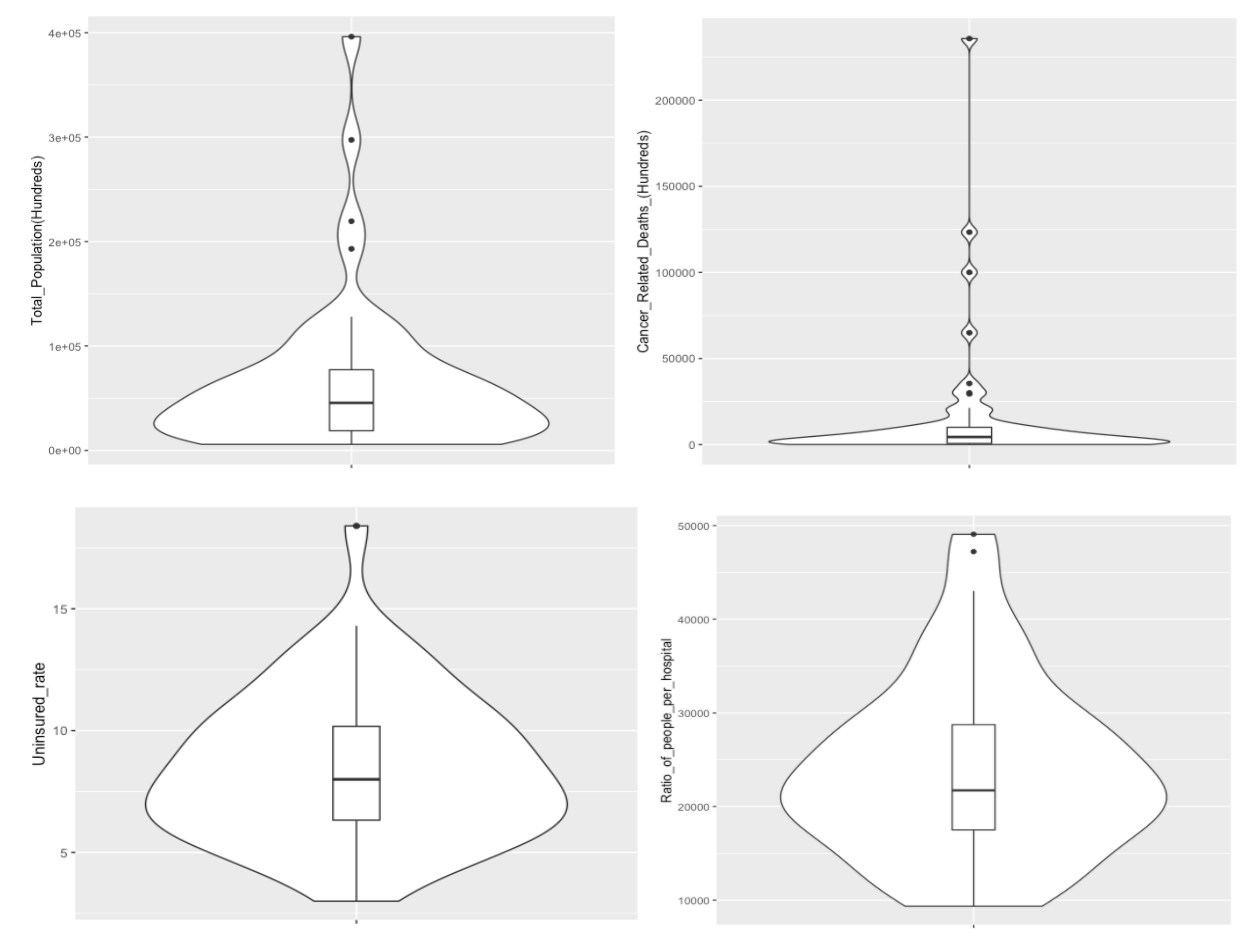 Total_Population(Hundreds)
4e+05
3e+05
2e+05
1e+05
0e+00
Cancer_Related_Deaths_(Hundreds)
200000
150000
100000
50000
0
Uninsured_rate
15
10
5
Ratio_of_people_per_hospital
50000
40000
30000
20000
10000